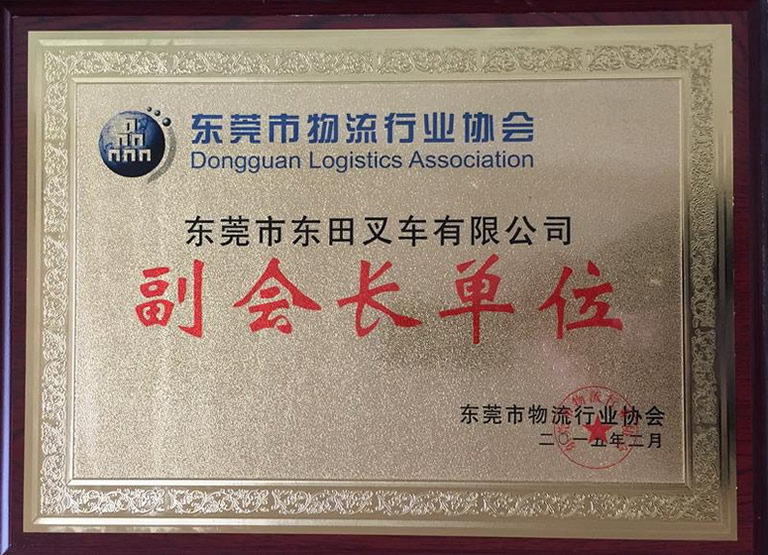 东莞市物流行业协会
Dongguan Logistics Association
东莞市东田叉车有限公司
副会长单位
东莞市物流行业协会
二〇一五年二月